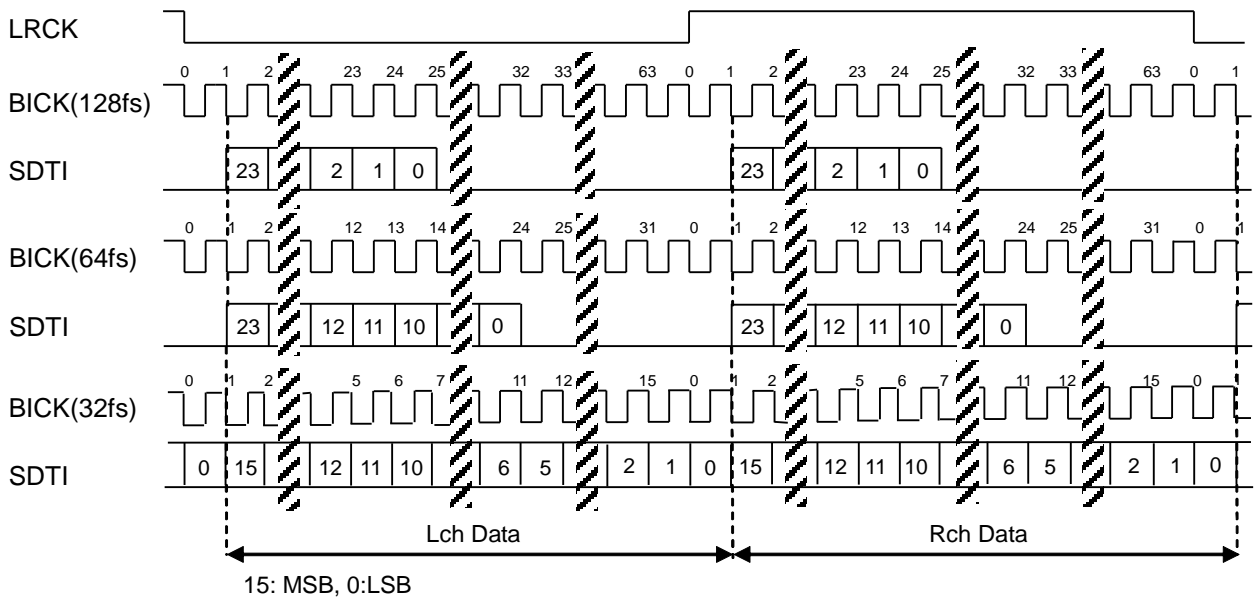 LRCK
0 1 2 23 24 25 32 33 63 0 1 2 23 24 25 32 33 63 0 1
BICK(128fs)
SDTI 23 2 1 0 23 2 1 0
0 1 2 12 13 14 24 25 31 0 1 2 12 13 14 24 25 31 0 1
BICK(64fs)
SDTI 23 12 11 10 0 23 12 11 10 0
0 1 2 5 6 7 11 12 15 0 1 2 5 6 7 11 12 15 0 1
BICK(32fs)
SDTI 0 15 12 11 10 6 5 2 1 0 15 12 11 10 6 5 2 1 0
Lch Data Rch Data
15: MSB, 0:LSB